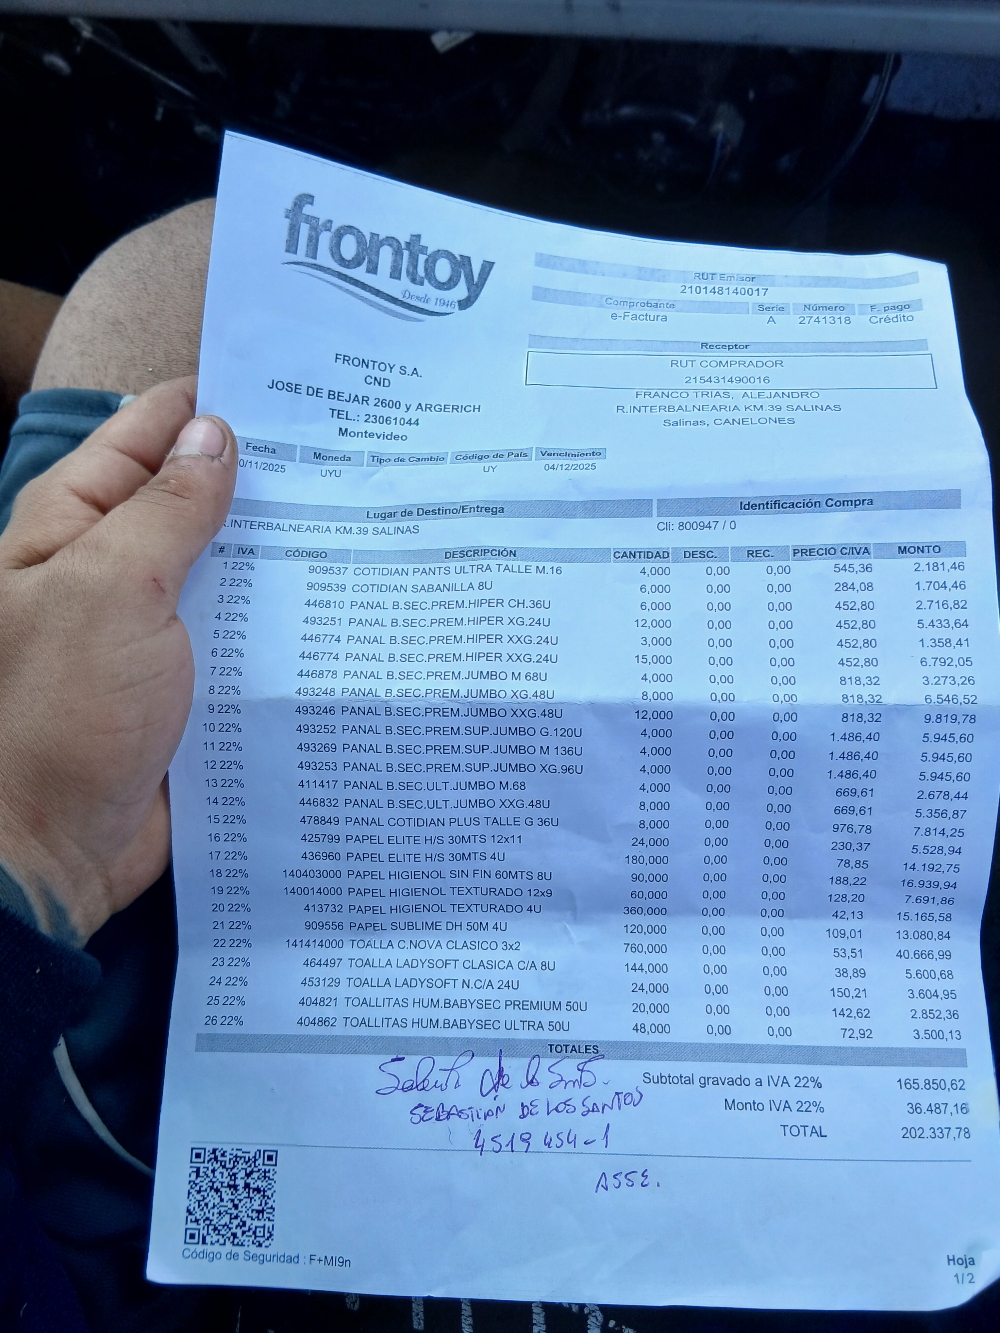 frontoy
Desde 1946
FRONTOY S.A.
CND
JOSE DE BEJAR 2600 y ARGERICH
TEL.: 23061044
Montevideo
RUT Emisor
210148140017
Comprobante Serie Número F. pago
e-Factura A 2741318 Crédito
Receptor
RUT COMPRADOR
215431490016
FRANCO TRIAS, ALEJANDRO
R.INTERBALNEARIA KM.39 SALINAS
Salinas, CANELONES
Fecha Moneda Tipo de Cambio Código de País Vencimiento
0/11/2025 UYU UY 04/12/2025
Lugar de Destino/Entrega Identificación Compra
R.INTERBALNEARIA KM.39 SALINAS Cli: 800947 / 0
# IVA CÓDIGO DESCRIPCIÓN CANTIDAD DESC. REC. PRECIO C/IVA MONTO
1 22% 909537 COTIDIAN PANTS ULTRA TALLE M.16 4,000 0,00 0,00 545,36 2.181,46
2 22% 909539 COTIDIAN SABANILLA 8U 6,000 0,00 0,00 284,08 1.704,46
3 22% 446810 PANAL B.SEC.PREM.HIPER CH.36U 6,000 0,00 0,00 452,80 2.716,82
4 22% 493251 PANAL B.SEC.PREM.HIPER XG.24U 12,000 0,00 0,00 452,80 5.433,64
5 22% 446774 PANAL B.SEC.PREM.HIPER XXG.24U 3,000 0,00 0,00 452,80 1.358,41
6 22% 446774 PANAL B.SEC.PREM.HIPER XXG.24U 15,000 0,00 0,00 452,80 6.792,05
7 22% 446878 PANAL B.SEC.PREM.JUMBO M 68U 4,000 0,00 0,00 818,32 3.273,26
8 22% 493248 PANAL B.SEC.PREM.JUMBO XG.48U 8,000 0,00 0,00 818,32 6.546,52
9 22% 493246 PANAL B.SEC.PREM.JUMBO XXG.48U 12,000 0,00 0,00 818,32 9.819,78
10 22% 493252 PANAL B.SEC.PREM.SUP.JUMBO G.120U 4,000 0,00 0,00 1.486,40 5.945,60
11 22% 493269 PANAL B.SEC.PREM.SUP.JUMBO M 136U 4,000 0,00 0,00 1.486,40 5.945,60
12 22% 493253 PANAL B.SEC.PREM.SUP.JUMBO XG.96U 4,000 0,00 0,00 1.486,40 5.945,60
13 22% 411417 PANAL B.SEC.ULT.JUMBO M.68 4,000 0,00 0,00 669,61 2.678,44
14 22% 446832 PANAL B.SEC.ULT.JUMBO XXG.48U 8,000 0,00 0,00 669,61 5.356,87
15 22% 478849 PANAL COTIDIAN PLUS TALLE G 36U 8,000 0,00 0,00 976,78 7.814,25
16 22% 425799 PAPEL ELITE H/S 30MTS 12x11 24,000 0,00 0,00 230,37 5.528,94
17 22% 436960 PAPEL ELITE H/S 30MTS 4U 180,000 0,00 0,00 78,85 14.192,75
18 22% 140403000 PAPEL HIGIENOL SIN FIN 60MTS 8U 90,000 0,00 0,00 188,22 16.939,94
19 22% 140014000 PAPEL HIGIENOL TEXTURADO 12x9 60,000 0,00 0,00 128,20 7.691,86
20 22% 413732 PAPEL HIGIENOL TEXTURADO 4U 360,000 0,00 0,00 42,13 15.165,58
21 22% 909556 PAPEL SUBLIME DH 50M 4U 120,000 0,00 0,00 109,01 13.080,84
22 22% 141414000 TOALLA C.NOVA CLASICO 3x2 760,000 0,00 0,00 53,51 40.666,99
23 22% 464497 TOALLA LADYSOFT CLASICA C/A 8U 144,000 0,00 0,00 38,89 5.600,68
24 22% 453129 TOALLA LADYSOFT N.C/A 24U 24,000 0,00 0,00 150,21 3.604,95
25 22% 404821 TOALLITAS HUM.BABYSEC PREMIUM 50U 20,000 0,00 0,00 142,62 2.852,36
26 22% 404862 TOALLITAS HUM.BABYSEC ULTRA 50U 48,000 0,00 0,00 72,92 3.500,13
TOTALES
Subtotal gravado a IVA 22% 165.850,62
Monto IVA 22% 36.487,16
TOTAL 202.337,78
SEBASTIÁN DE LOS SANTOS
4519454-1
ASSE.
Código de Seguridad : F+MI9n
Hoja
1/2